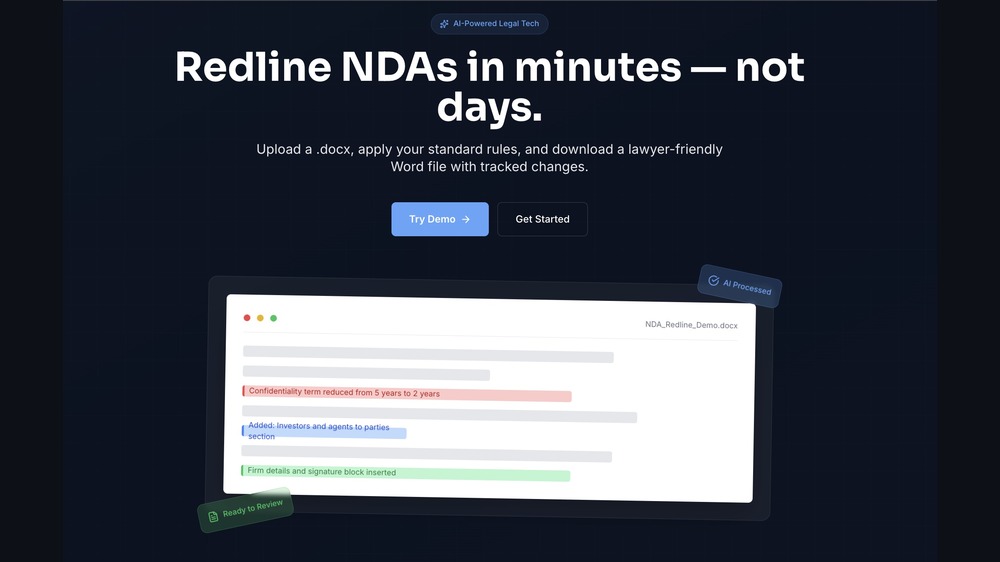 AI-Powered Legal Tech
Redline NDAs in minutes — not
days.
Upload a .docx, apply your standard rules, and download a lawyer-friendly
Word file with tracked changes.
Try Demo →
Get Started
AI Processed
NDA_Redline_Demo.docx
Confidentiality term reduced from 5 years to 2 years
Added: Investors and agents to parties
section
Firm details and signature block inserted
Ready to Review